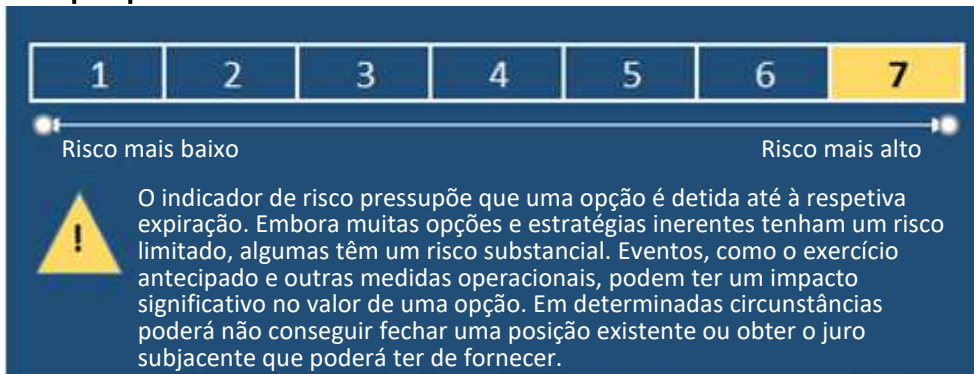 1 2 3 4 5 6 7
Risco mais baixo Risco mais alto
O indicador de risco pressupõe que uma opção é detida até à respetiva
! expiração. Embora muitas opções e estratégias inerentes tenham um risco
limitado, algumas têm um risco substancial. Eventos, como o exercício
antecipado e outras medidas operacionais, podem ter um impacto
significativo no valor de uma opção. Em determinadas circunstâncias
poderá não conseguir fechar uma posição existente ou obter o juro
subjacente que poderá ter de fornecer.